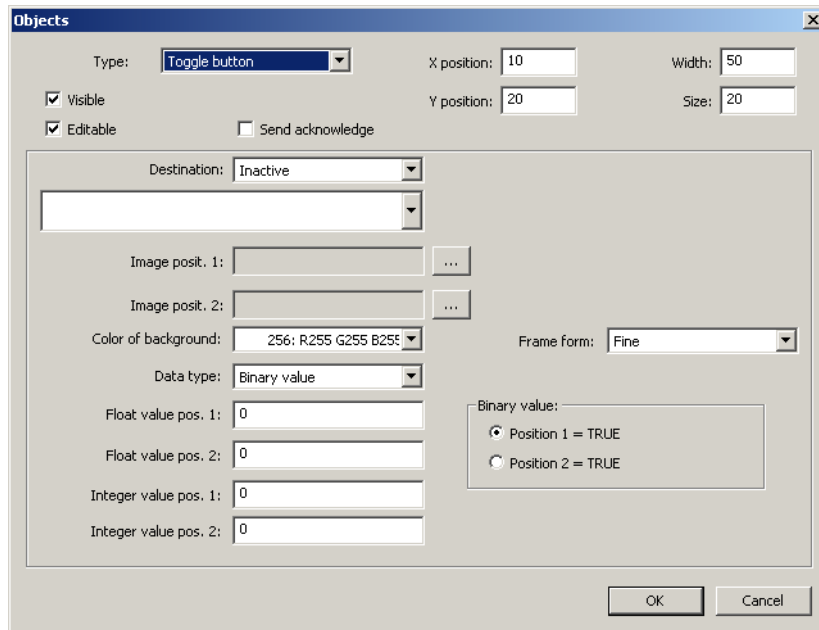 Objects
Type: Toggle button X position: 10 Width: 50
Visible Y position: 20 Size: 20
Editable Send acknowledge
Destination: Inactive
Image posit. 1: ...
Image posit. 2: ...
Color of background: 256: R255 G255 B255 Frame form: Fine
Data type: Binary value
Float value pos. 1: 0 Binary value:
Position 1 = TRUE
Float value pos. 2: 0 Position 2 = TRUE
Integer value pos. 1: 0
Integer value pos. 2: 0
OK Cancel